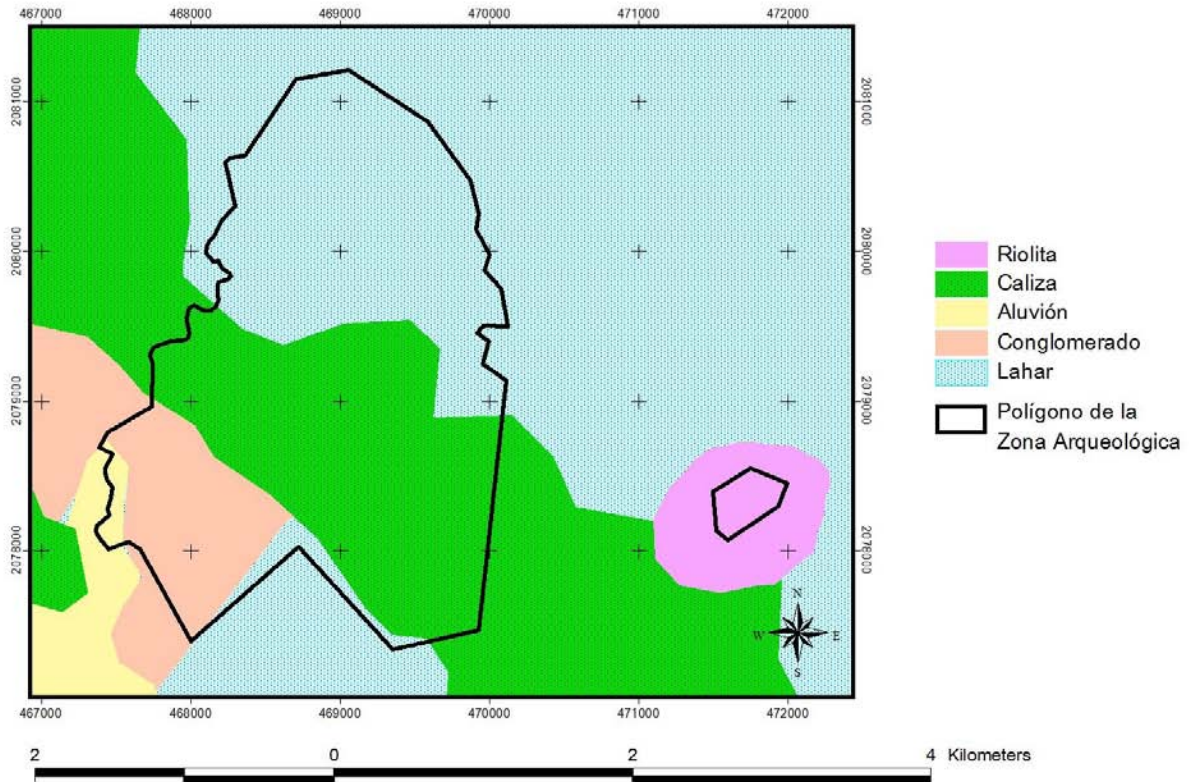 467000 468000 469000 470000 471000 472000
2081000 2081000
2080000 2080000
2079000 2079000
2078000 2078000
Riolita
Caliza
Aluvión
Conglomerado
Lahar
Polígono de la
Zona Arqueológica
N
W E
S
467000 468000 469000 470000 471000 472000
2 0 2 4 Kilometers